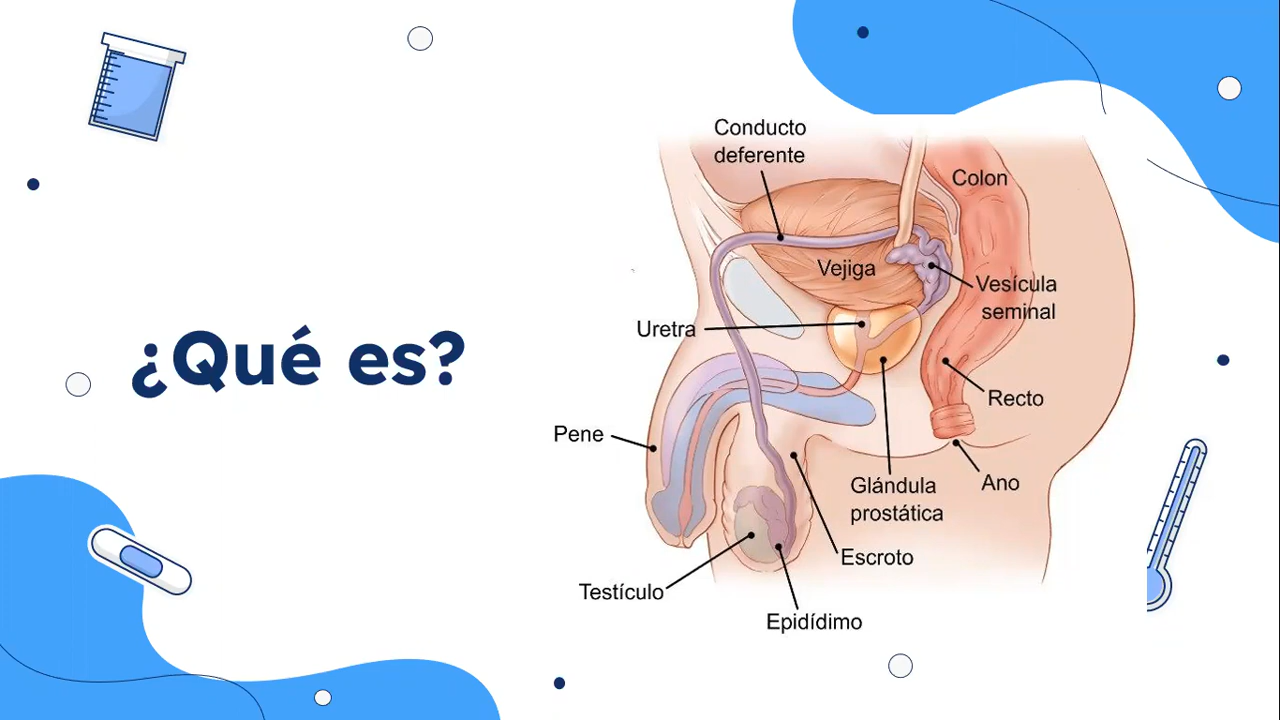 ¿Qué es?
Conducto
deferente
Colon
Vejiga
Vesícula
seminal
Uretra
Recto
Pene
Ano
Glándula
prostática
Escroto
Testículo
Epidídimo